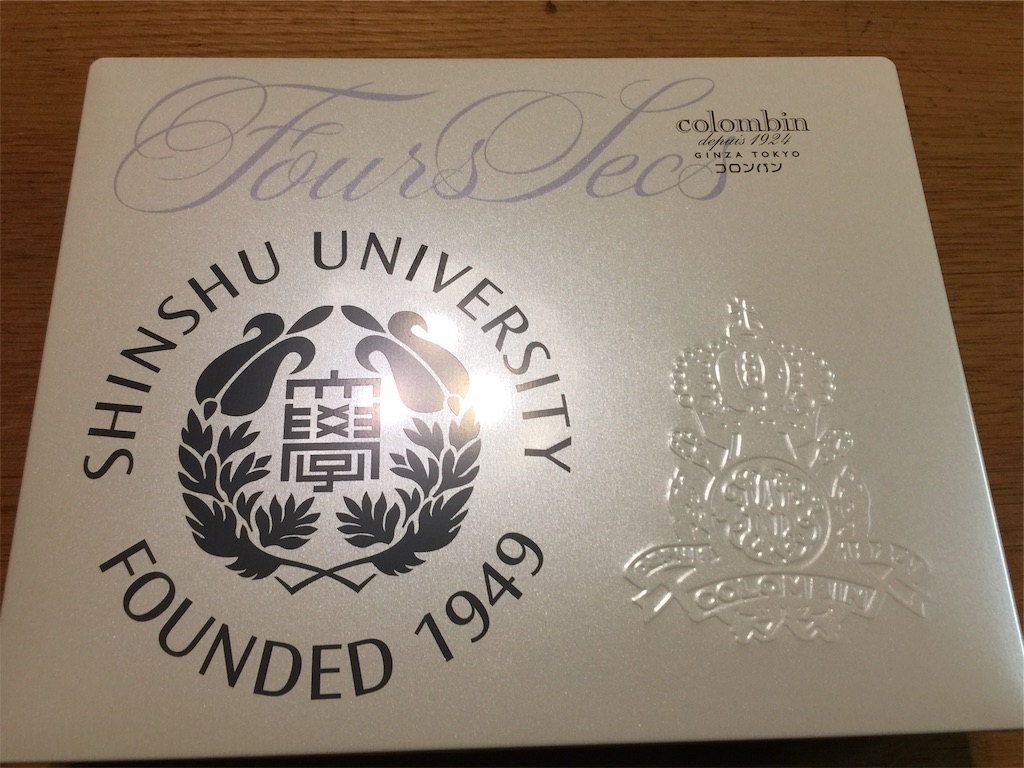 Fours Secs
colombin
depuis 1924
GINZA TOKYO
コロンバン
SHINSHU UNIVERSITY
大學
FOUNDED 1949
COLOMBIN